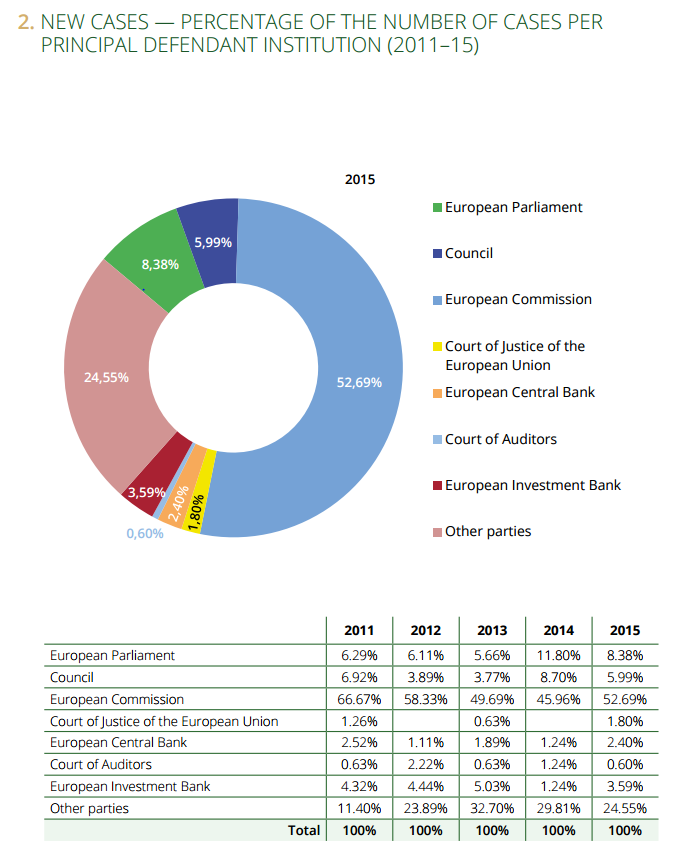 2. NEW CASES — PERCENTAGE OF THE NUMBER OF CASES PER
PRINCIPAL DEFENDANT INSTITUTION (2011–15)
2015
5,99%
8,38%
52,69%
24,55%
3,59%
2,40%
1,80%
0,60%
European Parliament
Council
European Commission
Court of Justice of the
European Union
European Central Bank
Court of Auditors
European Investment Bank
Other parties
2011 2012 2013 2014 2015
European Parliament 6.29% 6.11% 5.66% 11.80% 8.38%
Council 6.92% 3.89% 3.77% 8.70% 5.99%
European Commission 66.67% 58.33% 49.69% 45.96% 52.69%
Court of Justice of the European Union 1.26% 0.63% 1.80%
European Central Bank 2.52% 1.11% 1.89% 1.24% 2.40%
Court of Auditors 0.63% 2.22% 0.63% 1.24% 0.60%
European Investment Bank 4.32% 4.44% 5.03% 1.24% 3.59%
Other parties 11.40% 23.89% 32.70% 29.81% 24.55%
Total 100% 100% 100% 100% 100%